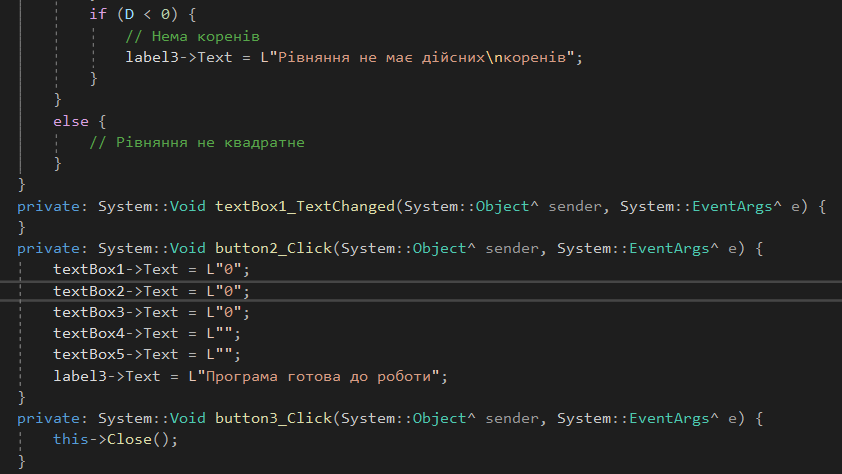 if (D < 0) {
// Нема коренів
label3->Text = L"Рівняння не має дійсних\nкоренів";
}
}
else {
// Рівняння не квадратне
}
}
private: System::Void textBox1_TextChanged(System::Object^ sender, System::EventArgs^ e) {
}
private: System::Void button2_Click(System::Object^ sender, System::EventArgs^ e) {
textBox1->Text = L"0";
textBox2->Text = L"0";
textBox3->Text = L"0";
textBox4->Text = L"";
textBox5->Text = L"";
label3->Text = L"Програма готова до роботи";
}
private: System::Void button3_Click(System::Object^ sender, System::EventArgs^ e) {
this->Close();
}